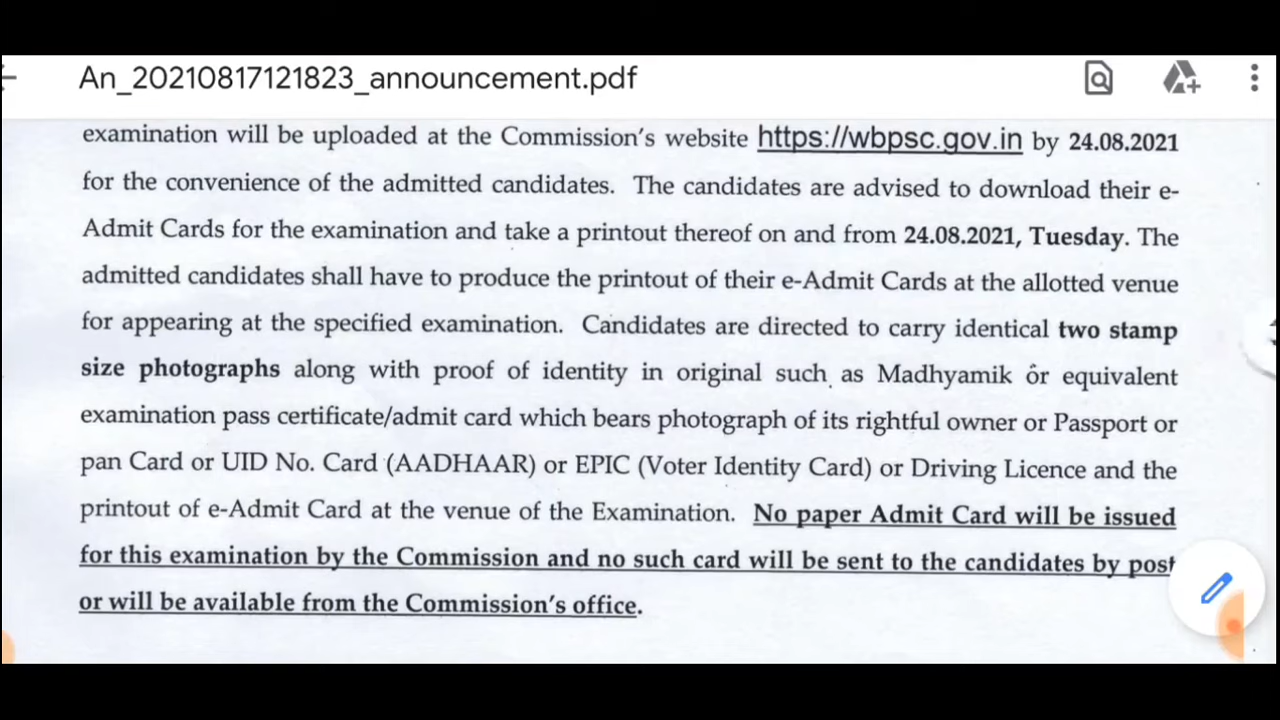 An_20210817121823_announcement.pdf
examination will be uploaded at the Commission's website https://wbpsc.gov.in by 24.08.2021
for the convenience of the admitted candidates. The candidates are advised to download their e-
Admit Cards for the examination and take a printout thereof on and from 24.08.2021, Tuesday. The
admitted candidates shall have to produce the printout of their e-Admit Cards at the allotted venue
for appearing at the specified examination. Candidates are directed to carry identical two stamp
size photographs along with proof of identity in original such as Madhyamik or equivalent
examination pass certificate/admit card which bears photograph of its rightful owner or Passport or
pan Card or UID No. Card (AADHAAR) or EPIC (Voter Identity Card) or Driving Licence and the
printout of e-Admit Card at the venue of the Examination. No paper Admit Card will be issued
for this examination by the Commission and no such card will be sent to the candidates by post
or will be available from the Commission's office.